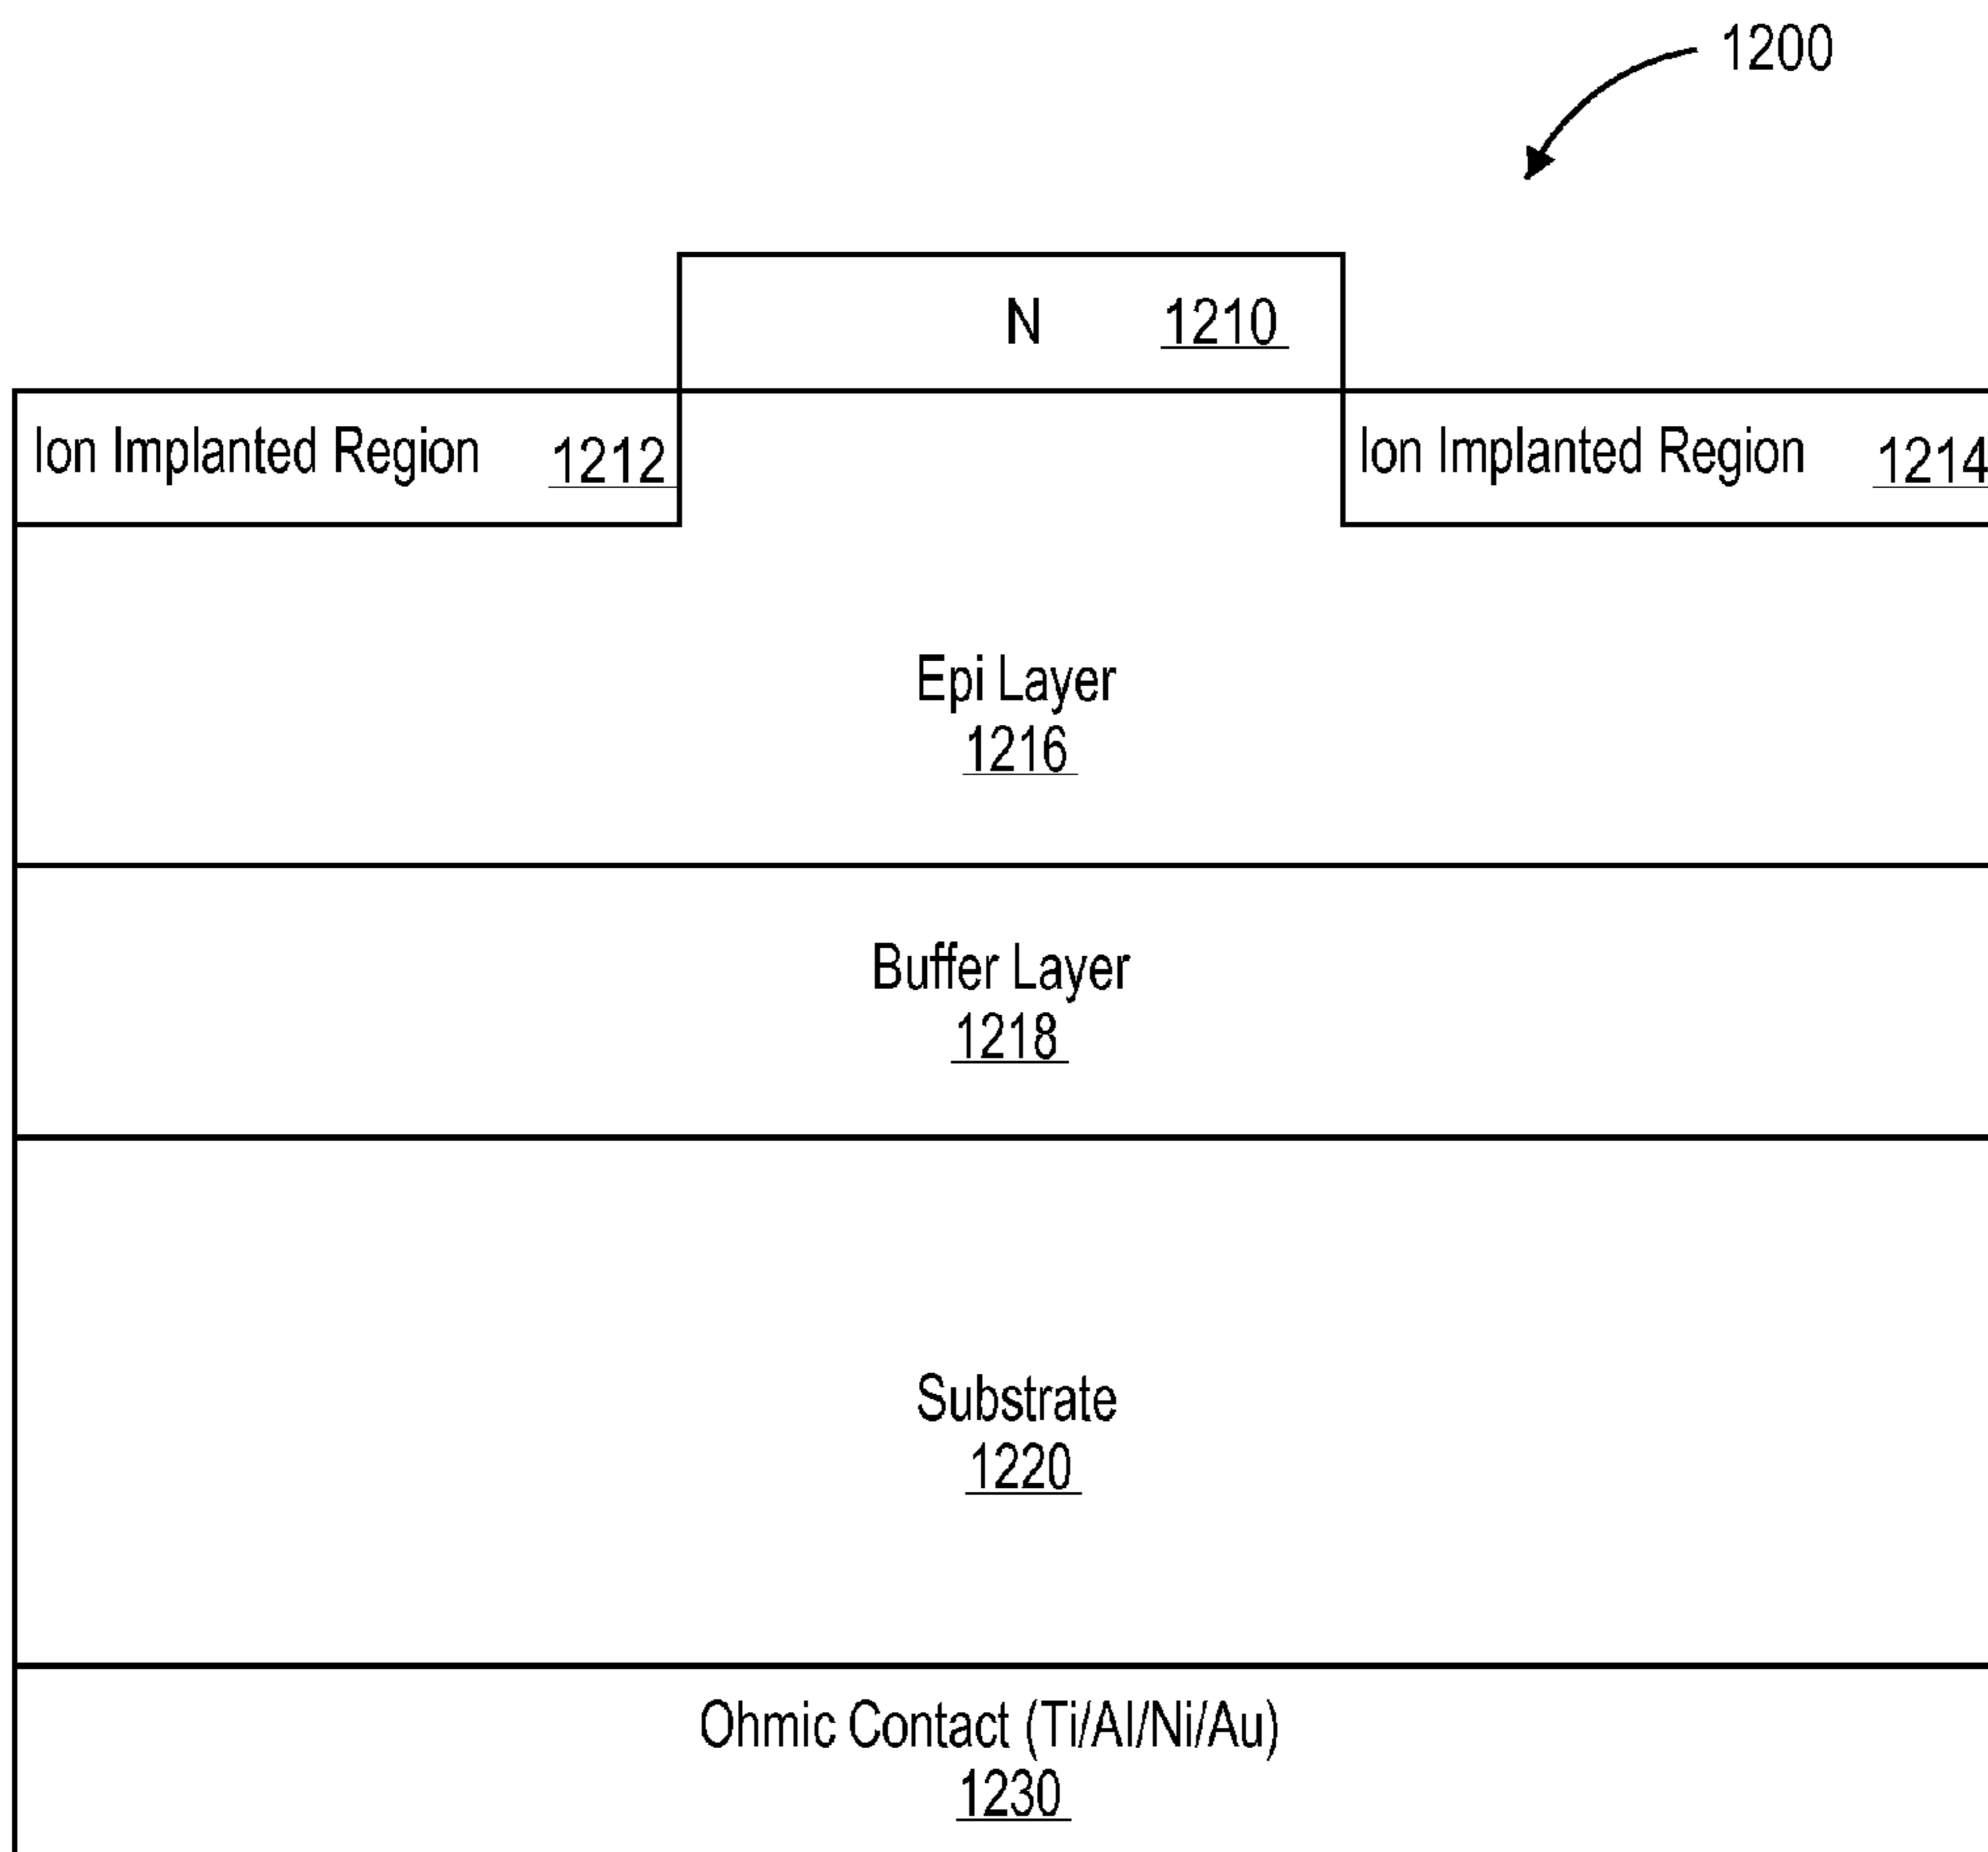 1200
N 1210
Ion Implanted Region 1212
Ion Implanted Region 1214
Epi Layer
1216
Buffer Layer
1218
Substrate
1220
Ohmic Contact (Ti/Al/Ni/Au)
1230